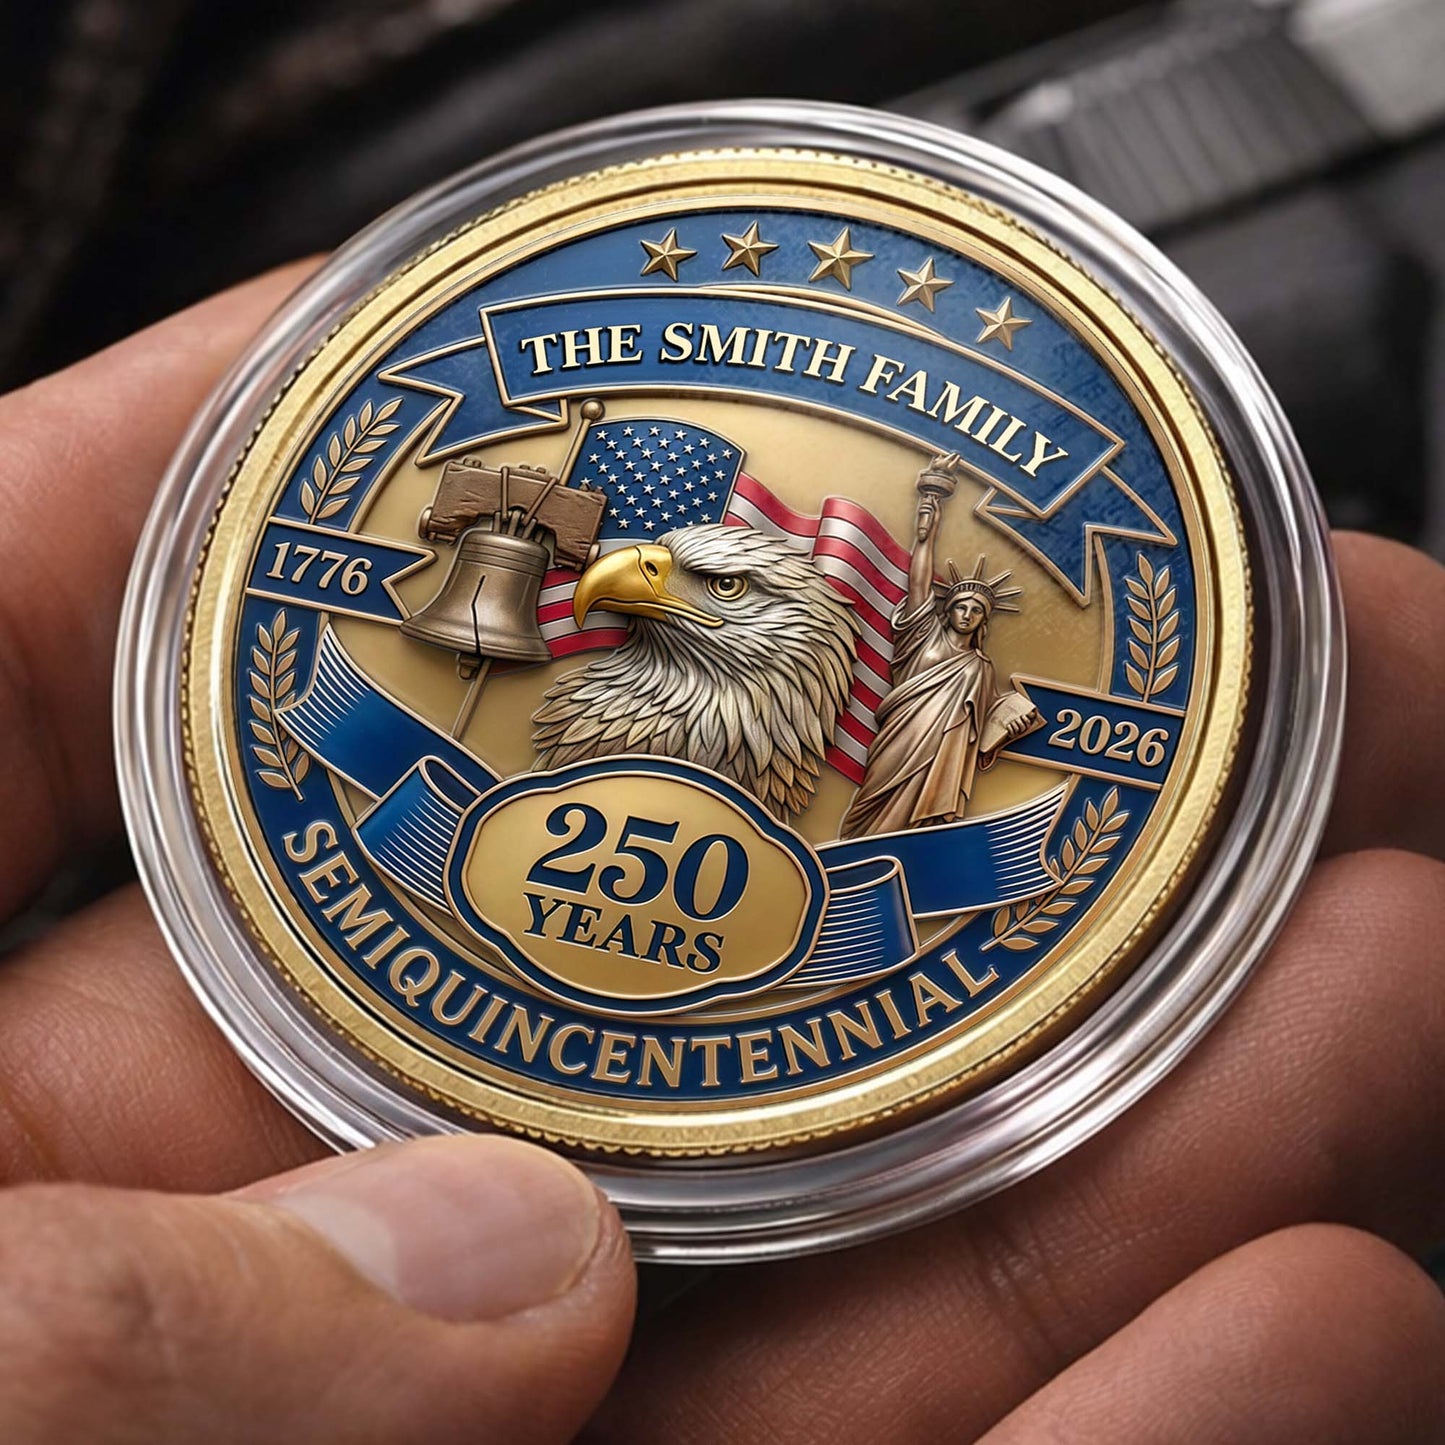 THE SMITH FAMILY
1776
2026
250
YEARS
SEMIQUINCENTENNIAL